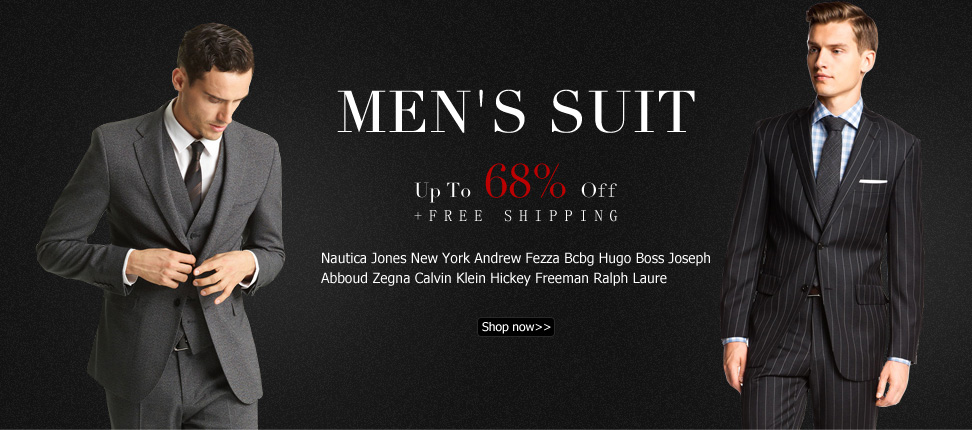 MEN'S SUIT
Up To 68% Off
+FREE SHIPPING
Nautica Jones New York Andrew Fezza Bcbg Hugo Boss Joseph
Abboud Zegna Calvin Klein Hickey Freeman Ralph Laure
Shop now>>